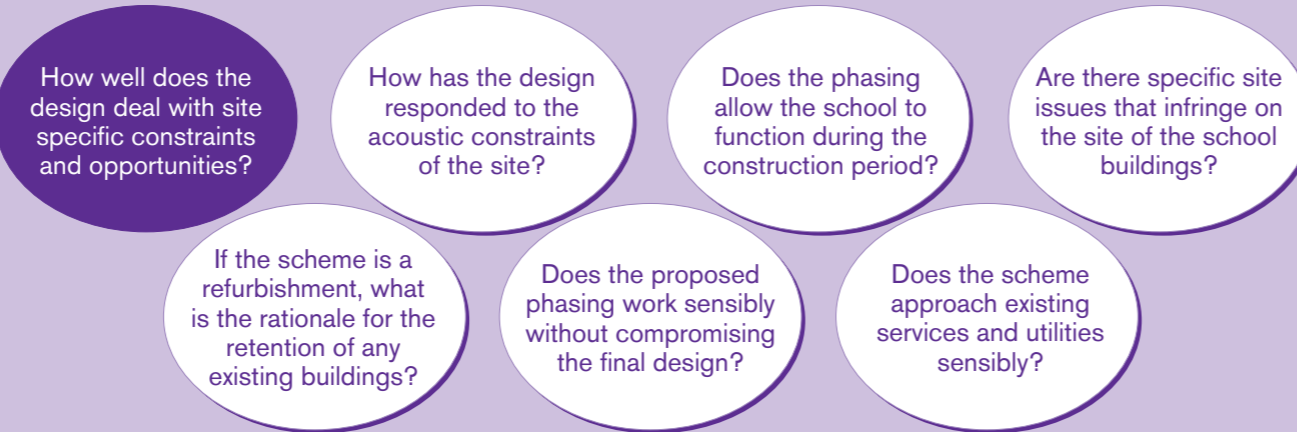 How well does the
design deal with site
specific constraints
and opportunities?
How has the design
responded to the
acoustic constraints
of the site?
Does the phasing
allow the school to
function during the
construction period?
Are there specific site
issues that infringe on
the site of the school
buildings?
If the scheme is a
refurbishment, what
is the rationale for the
retention of any
existing buildings?
Does the proposed
phasing work sensibly
without compromising
the final design?
Does the scheme
approach existing
services and utilities
sensibly?